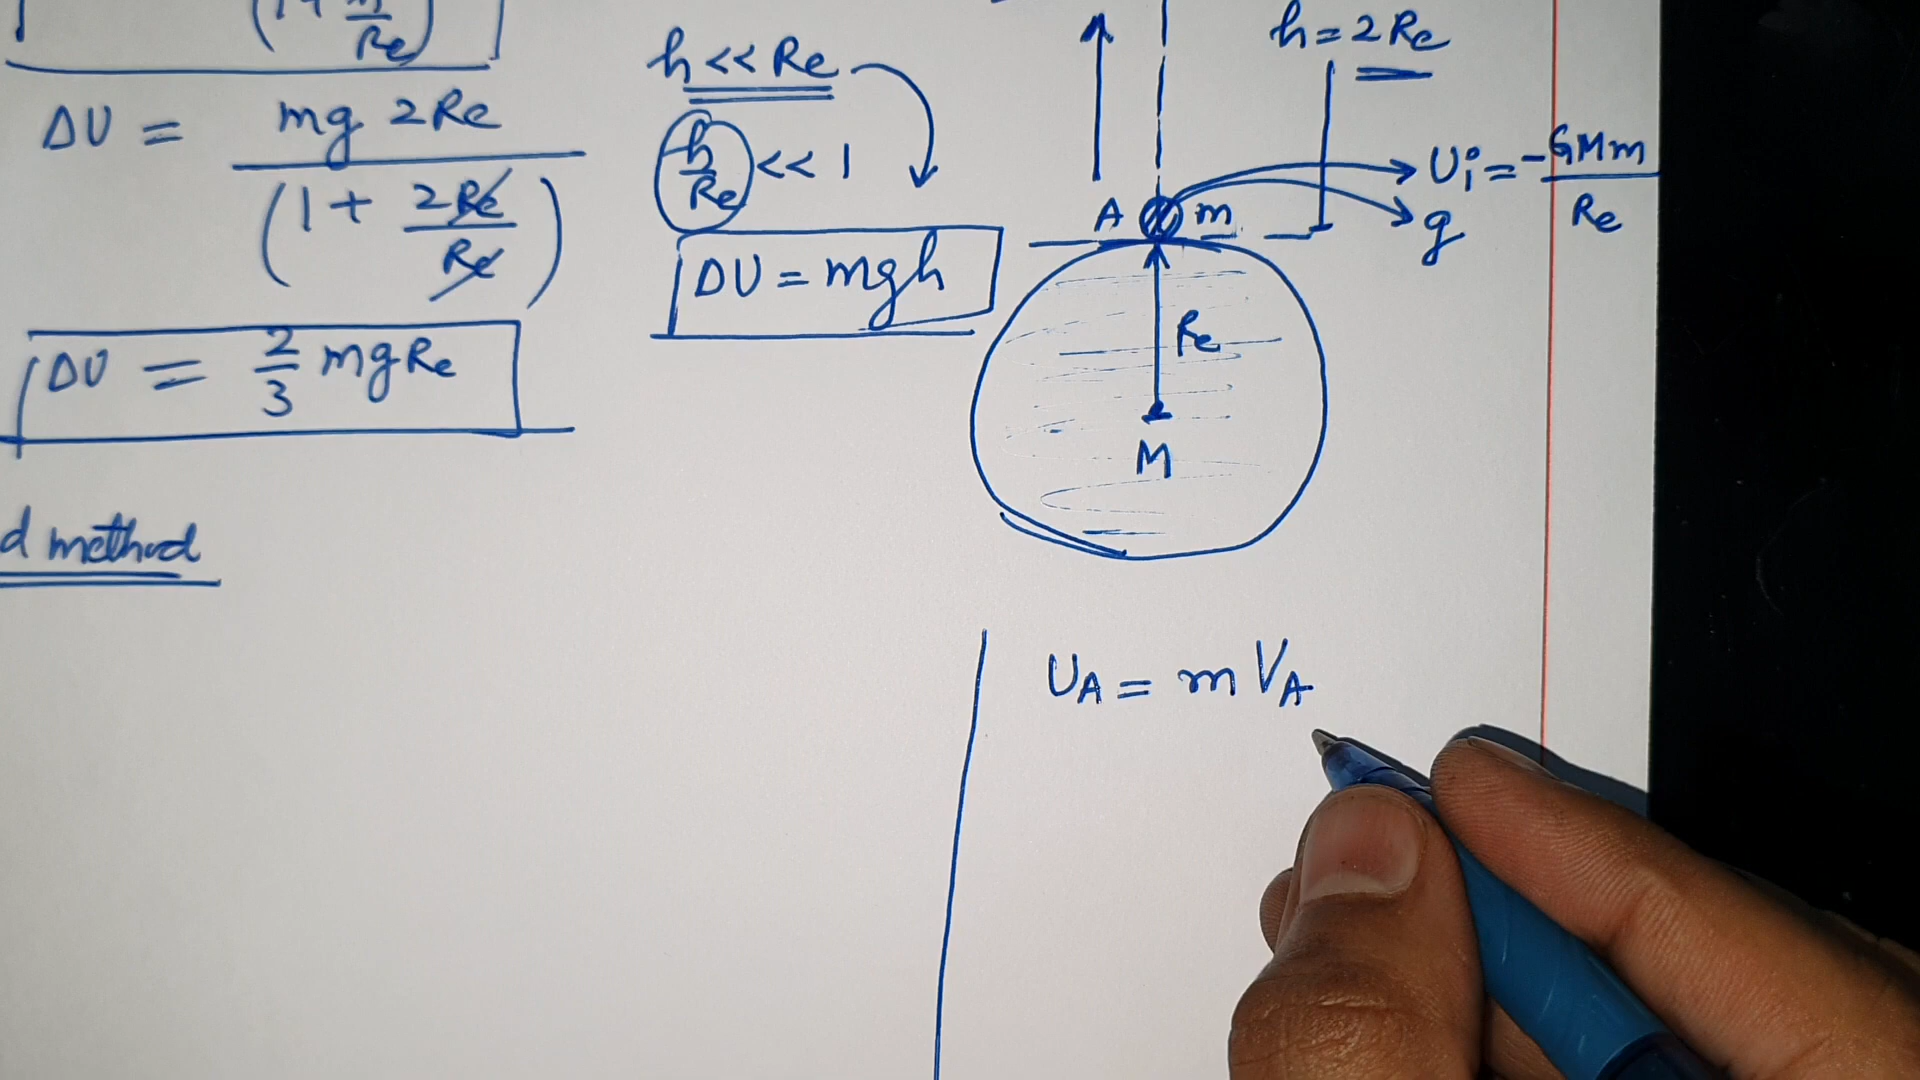 (1+ h/Re)
ΔU = mg 2Re / (1 + 2Re/Re)
ΔU = 2/3 mgRe
d method
h << Re
h/Re << 1
ΔU = mgh
h = 2Re
Ui = -GMm/Re
g
A m
Re
M
UA = m VA